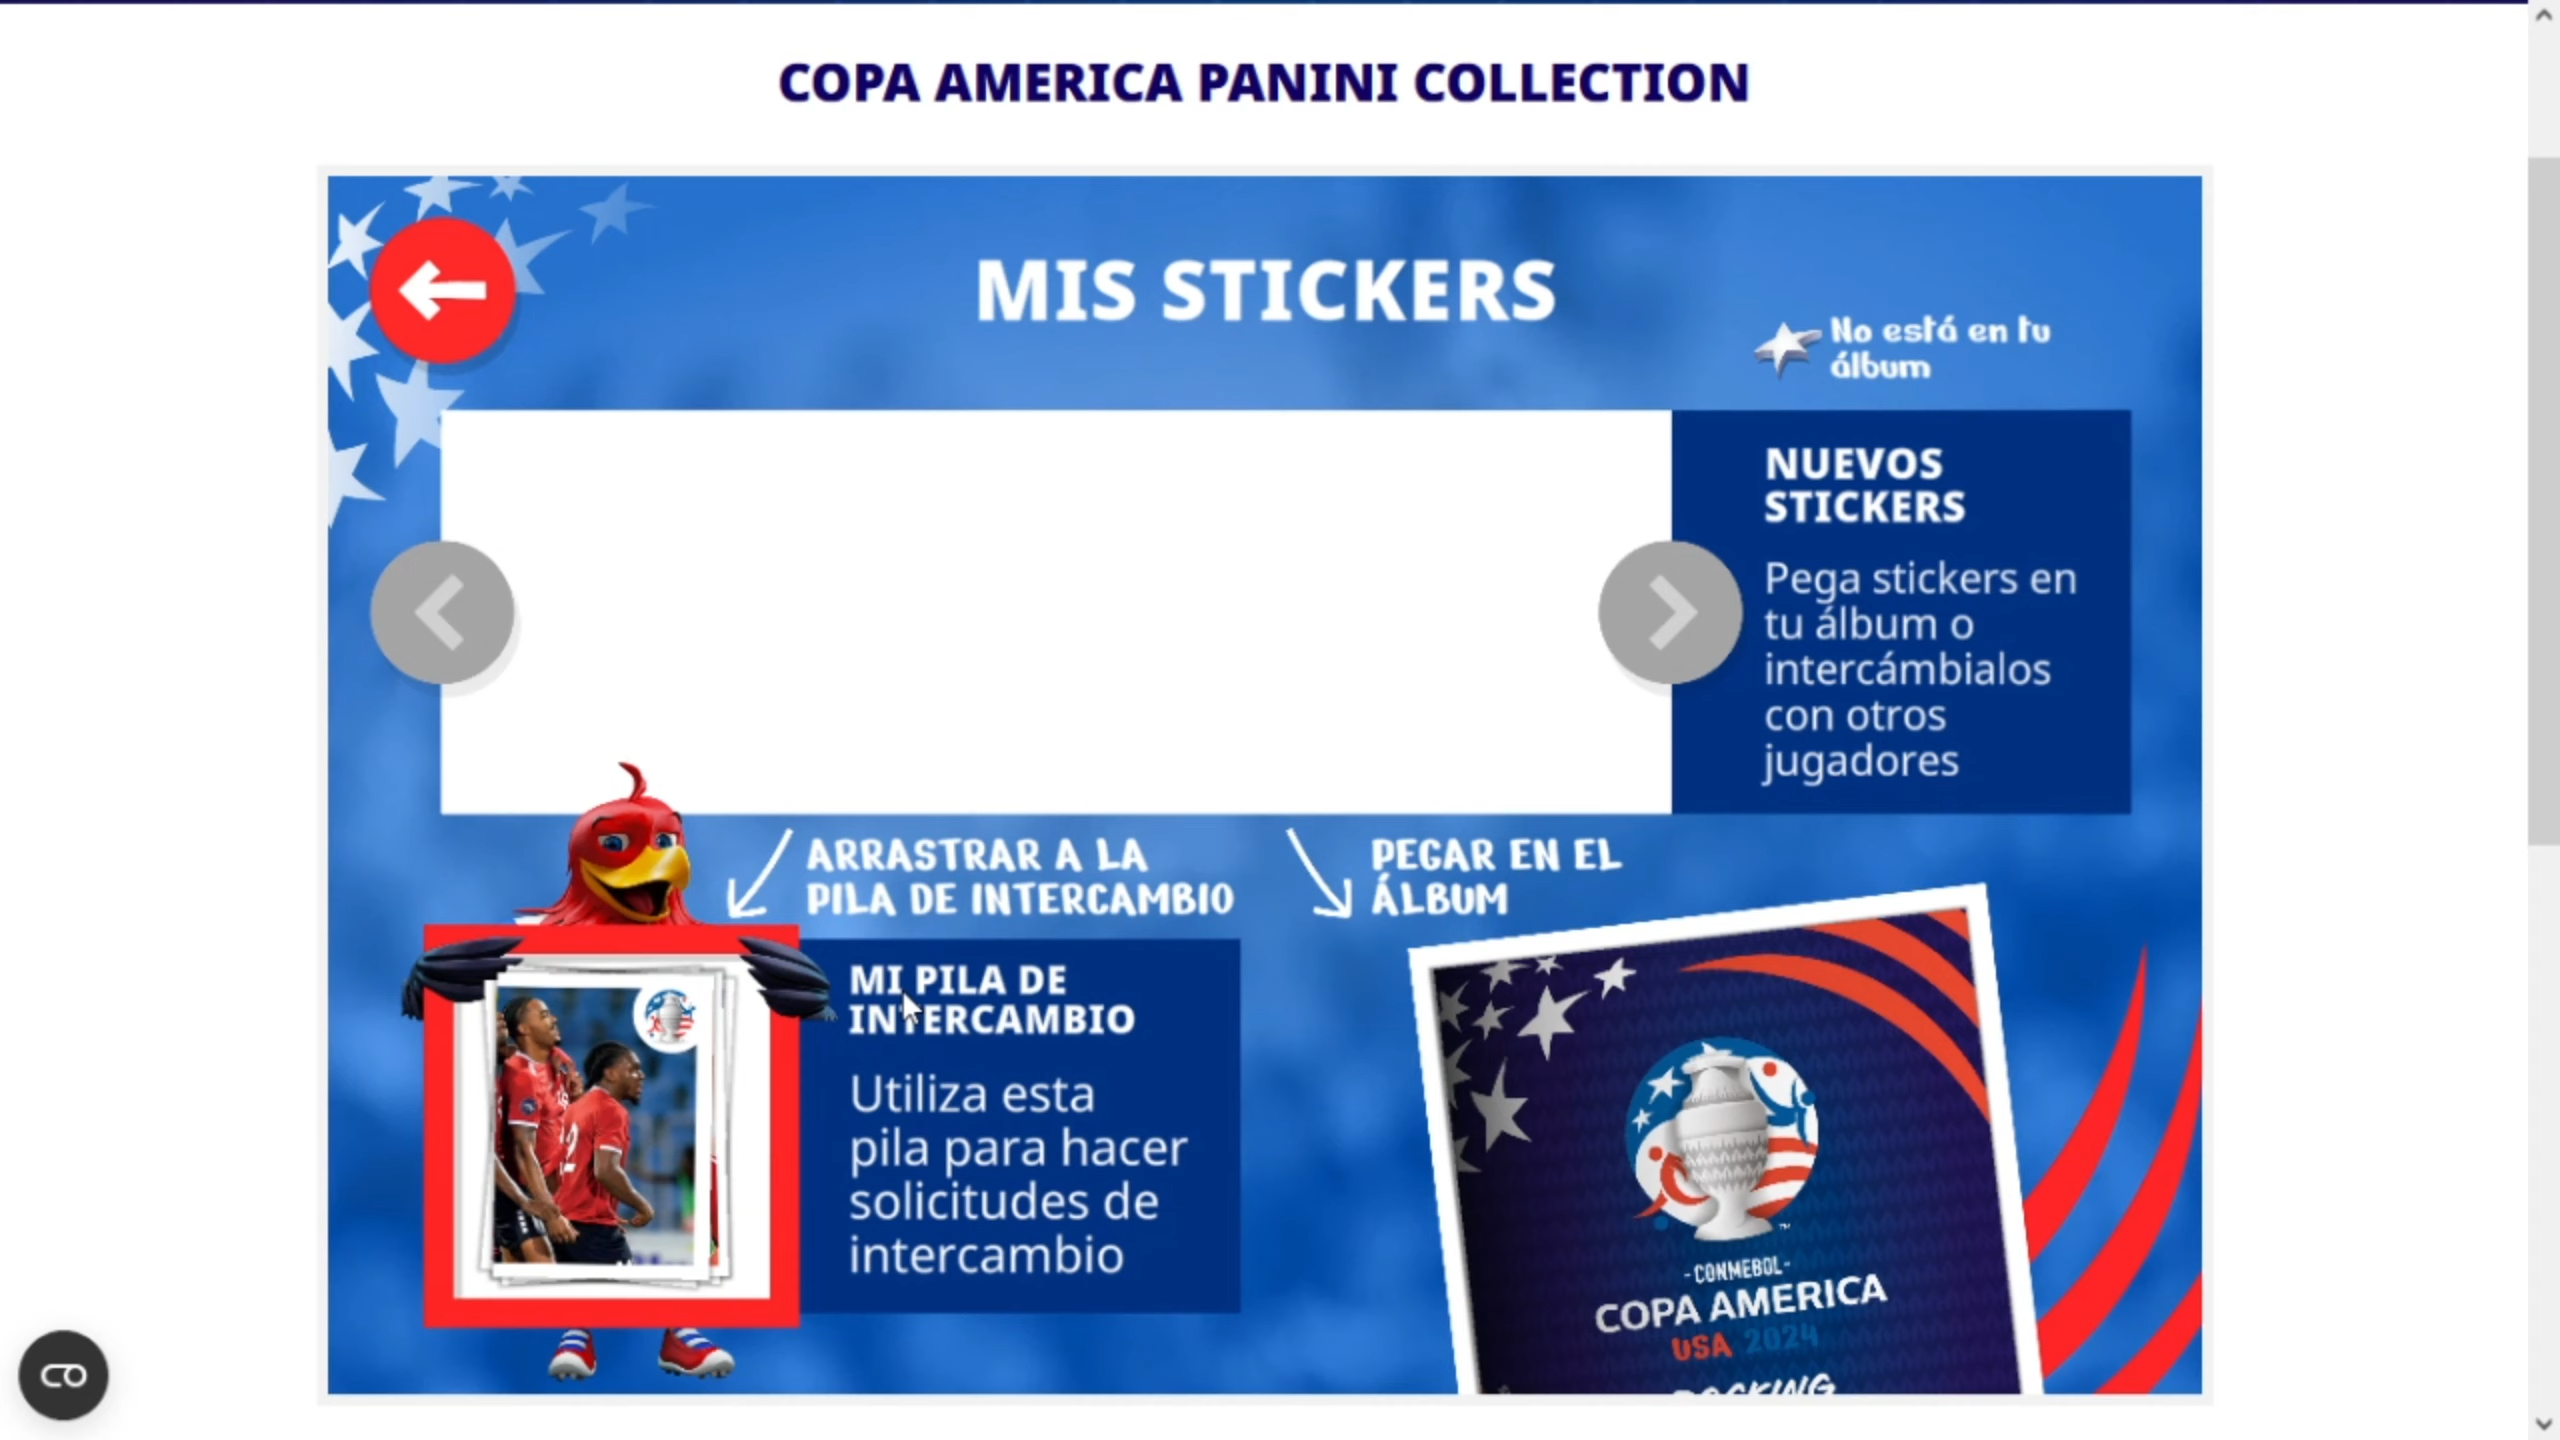 COPA AMERICA PANINI COLLECTION
MIS STICKERS
No está en tu
álbum
NUEVOS
STICKERS
Pega stickers en
tu álbum o
intercámbialos
con otros
jugadores
ARRASTRAR A LA
PILA DE INTERCAMBIO
PEGAR EN EL
ÁLBUM
MI PILA DE
INTERCAMBIO
Utiliza esta
pila para hacer
solicitudes de
intercambio
-CONMEBOL-
COPA AMERICA
USA 2024